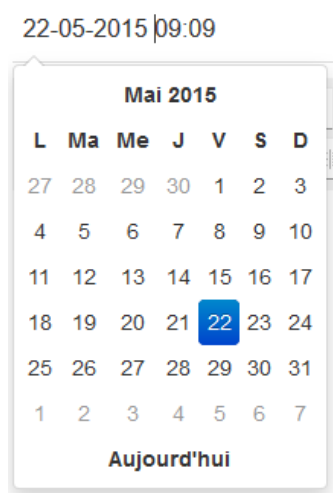 22-05-2015 09:09
Mai 2015
L Ma Me J V S D
27 28 29 30 1 2 3
4 5 6 7 8 9 10
11 12 13 14 15 16 17
18 19 20 21 22 23 24
25 26 27 28 29 30 31
1 2 3 4 5 6 7
Aujourd'hui